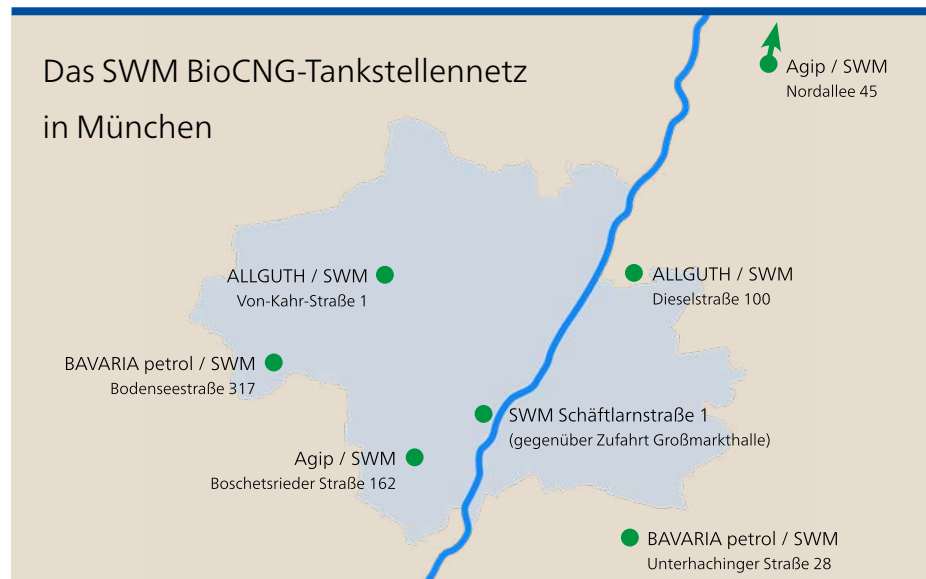 Das SWM BioCNG-Tankstellennetz
in München
Agip / SWM
Nordallee 45
ALLGUTH / SWM
Von-Kahr-Straße 1
ALLGUTH / SWM
Dieselstraße 100
BAVARIA petrol / SWM
Bodenseestraße 317
SWM Schäftlarnstraße 1
(gegenüber Zufahrt Großmarkthalle)
Agip / SWM
Boschetsrieder Straße 162
BAVARIA petrol / SWM
Unterhachinger Straße 28